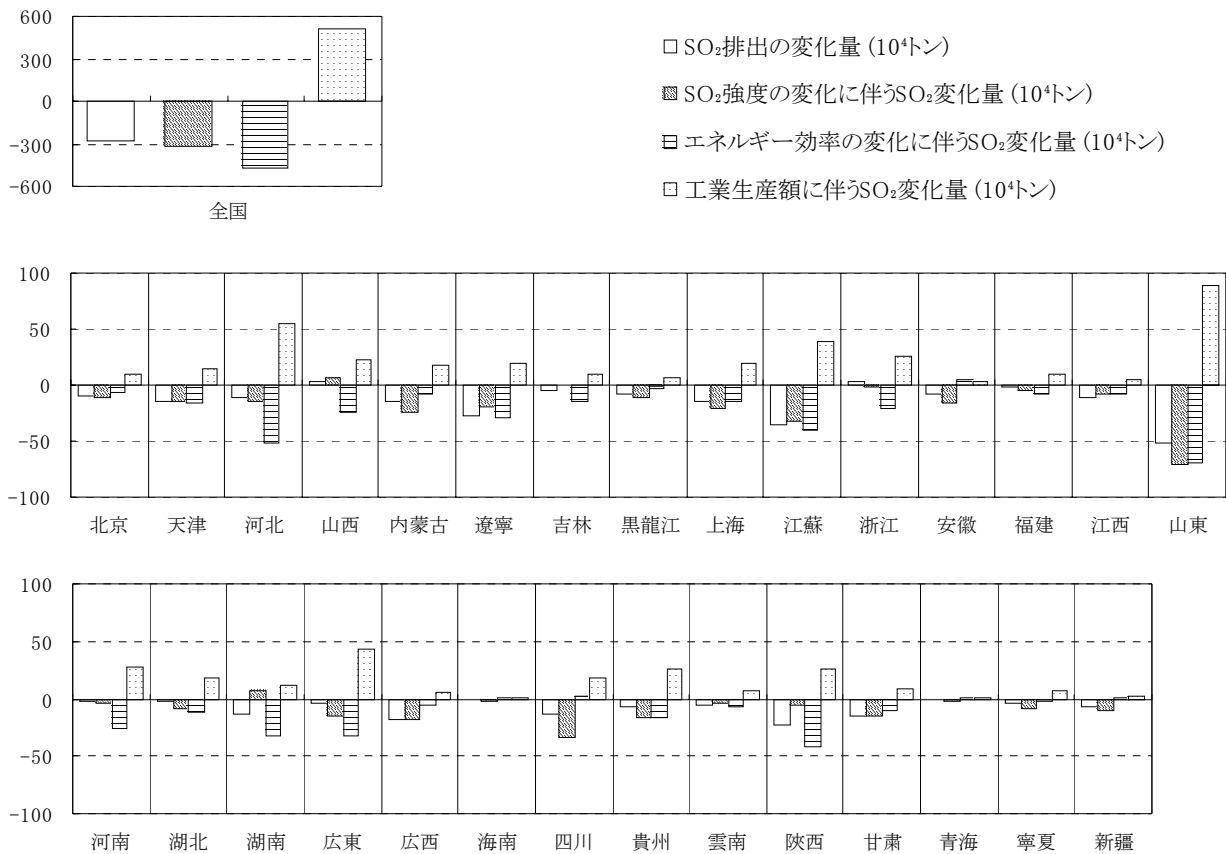 600
300
0
-300
-600
全国
□ SO₂排出の変化量 (10⁴トン)
SO₂強度の変化に伴うSO₂変化量 (10⁴トン)
エネルギー効率の変化に伴うSO₂変化量 (10⁴トン)
工業生産額に伴うSO₂変化量 (10⁴トン)
100
50
0
-50
-100
北京 天津 河北 山西 内蒙古 遼寧 吉林 黒龍江 上海 江蘇 浙江 安徽 福建 江西 山東
100
50
0
-50
-100
河南 湖北 湖南 広東 広西 海南 四川 貴州 雲南 陝西 甘粛 青海 寧夏 新疆